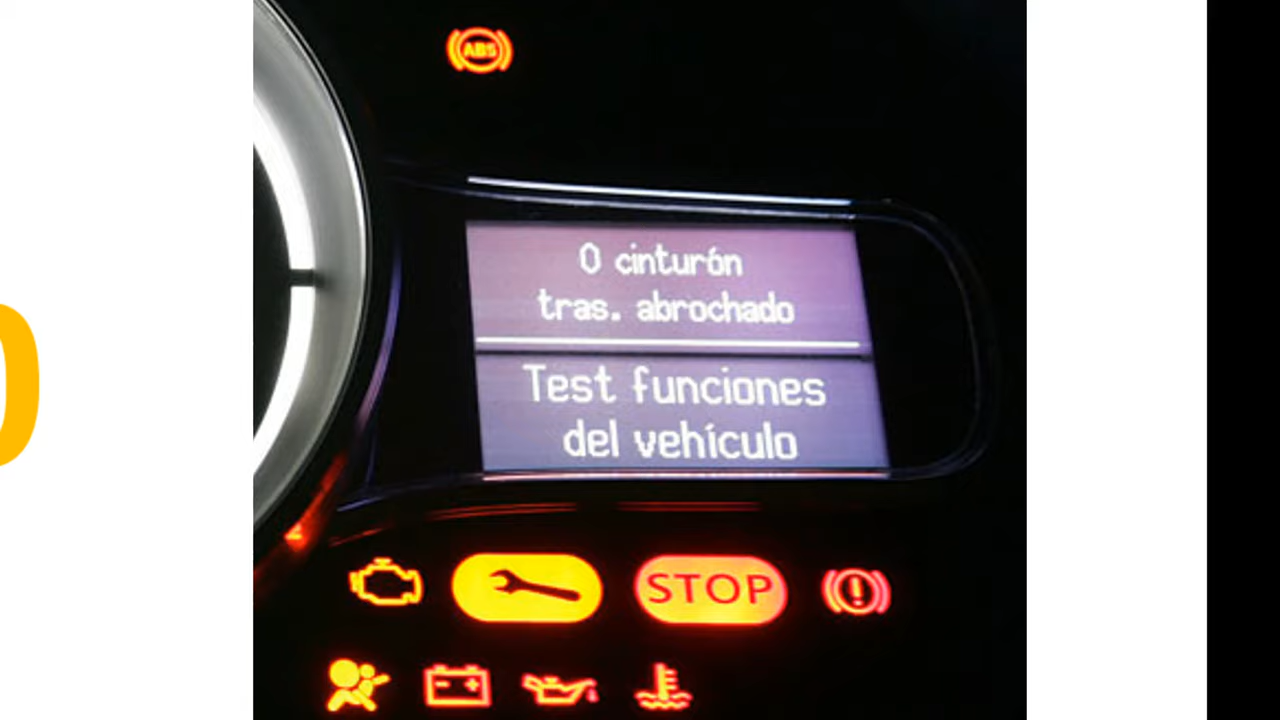 ABS
0 cinturón
tras. abrochado
Test funciones
del vehículo
STOP